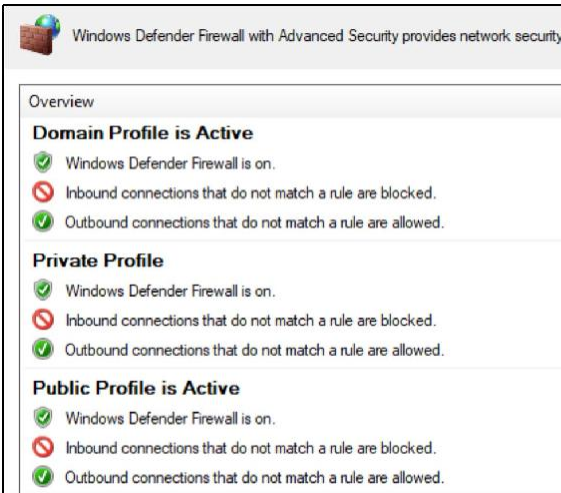 Windows Defender Firewall with Advanced Security provides network security
Overview
Domain Profile is Active
Windows Defender Firewall is on.
Inbound connections that do not match a rule are blocked.
Outbound connections that do not match a rule are allowed.
Private Profile
Windows Defender Firewall is on.
Inbound connections that do not match a rule are blocked.
Outbound connections that do not match a rule are allowed.
Public Profile is Active
Windows Defender Firewall is on.
Inbound connections that do not match a rule are blocked.
Outbound connections that do not match a rule are allowed.